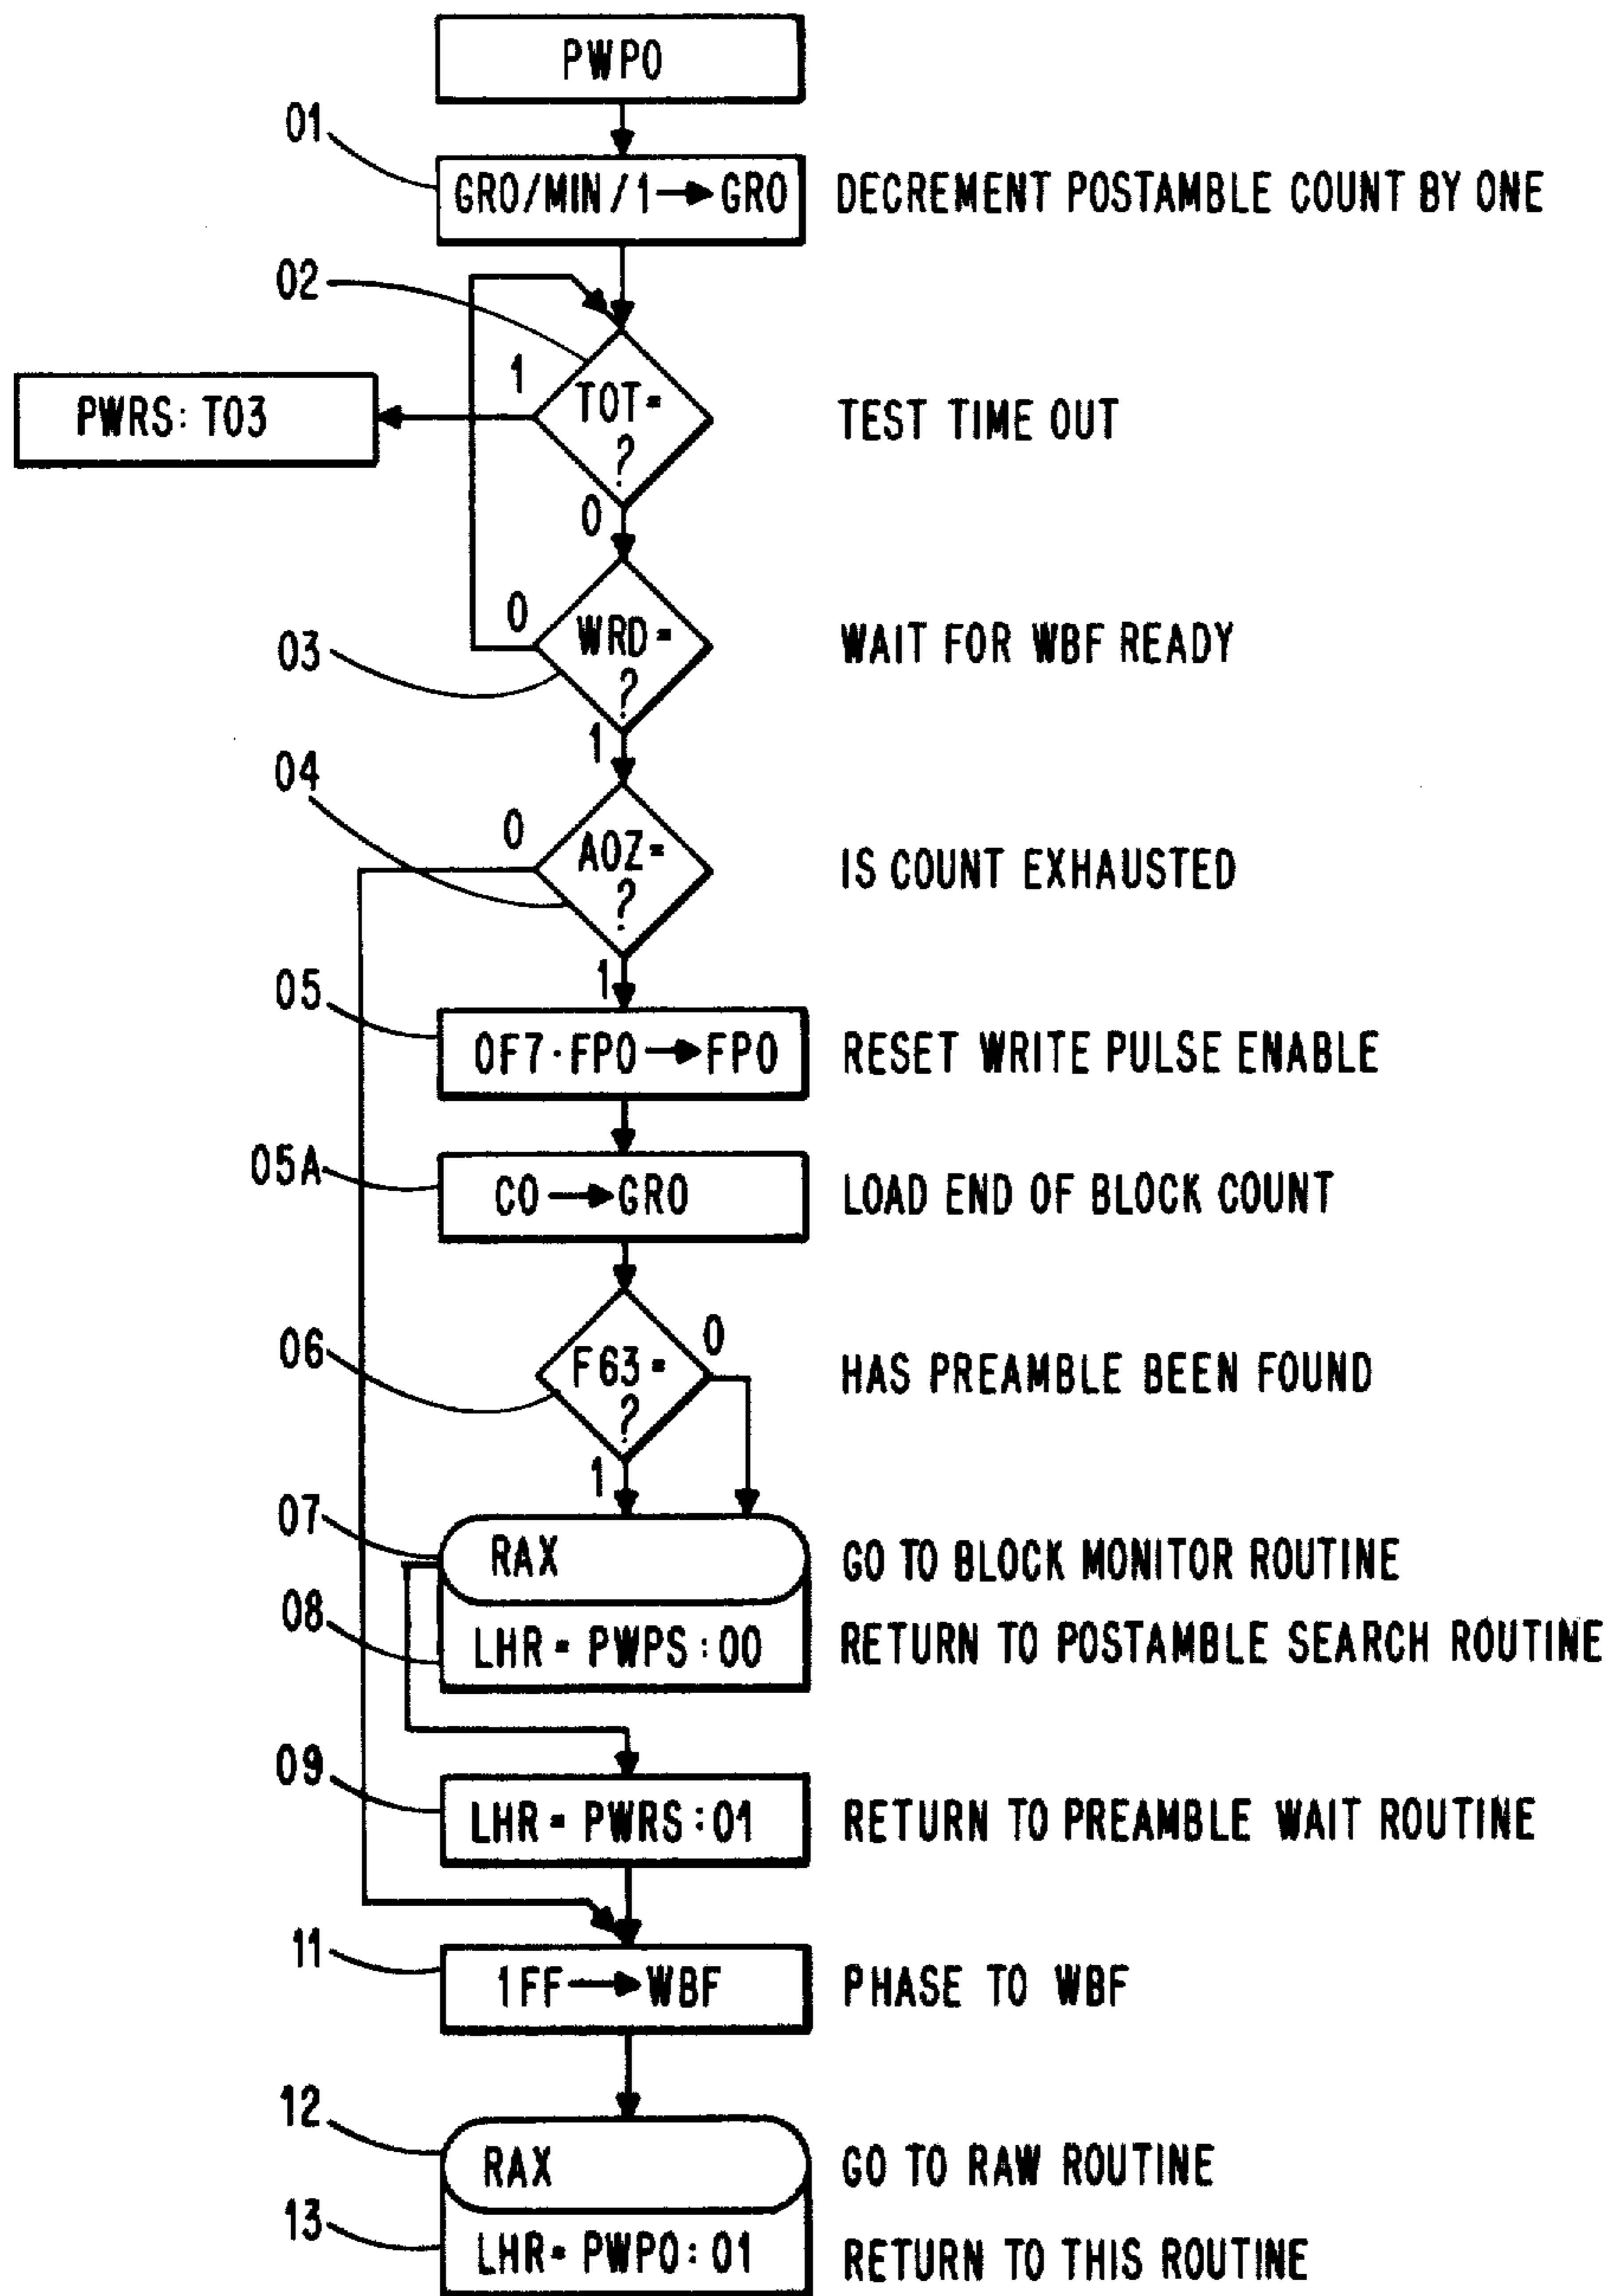 PWPO
01
GRO/MIN/1→GRO DECREMENT POSTAMBLE COUNT BY ONE
02
1
PWRS: TO3
TOT=
?
TEST TIME OUT
0
0
WRD=
?
WAIT FOR WBF READY
03
1
04
0
AOZ=
?
IS COUNT EXHAUSTED
1
05
OF7·FPO→FPO RESET WRITE PULSE ENABLE
05A
CO→GRO LOAD END OF BLOCK COUNT
06
F63=
?
0
HAS PREAMBLE BEEN FOUND
1
07
RAX GO TO BLOCK MONITOR ROUTINE
08
LHR=PWPS:00 RETURN TO POSTAMBLE SEARCH ROUTINE
09
LHR=PWRS:01 RETURN TO PREAMBLE WAIT ROUTINE
11
1FF→WBF PHASE TO WBF
12
RAX GO TO RAW ROUTINE
13
LHR=PWPO:01 RETURN TO THIS ROUTINE